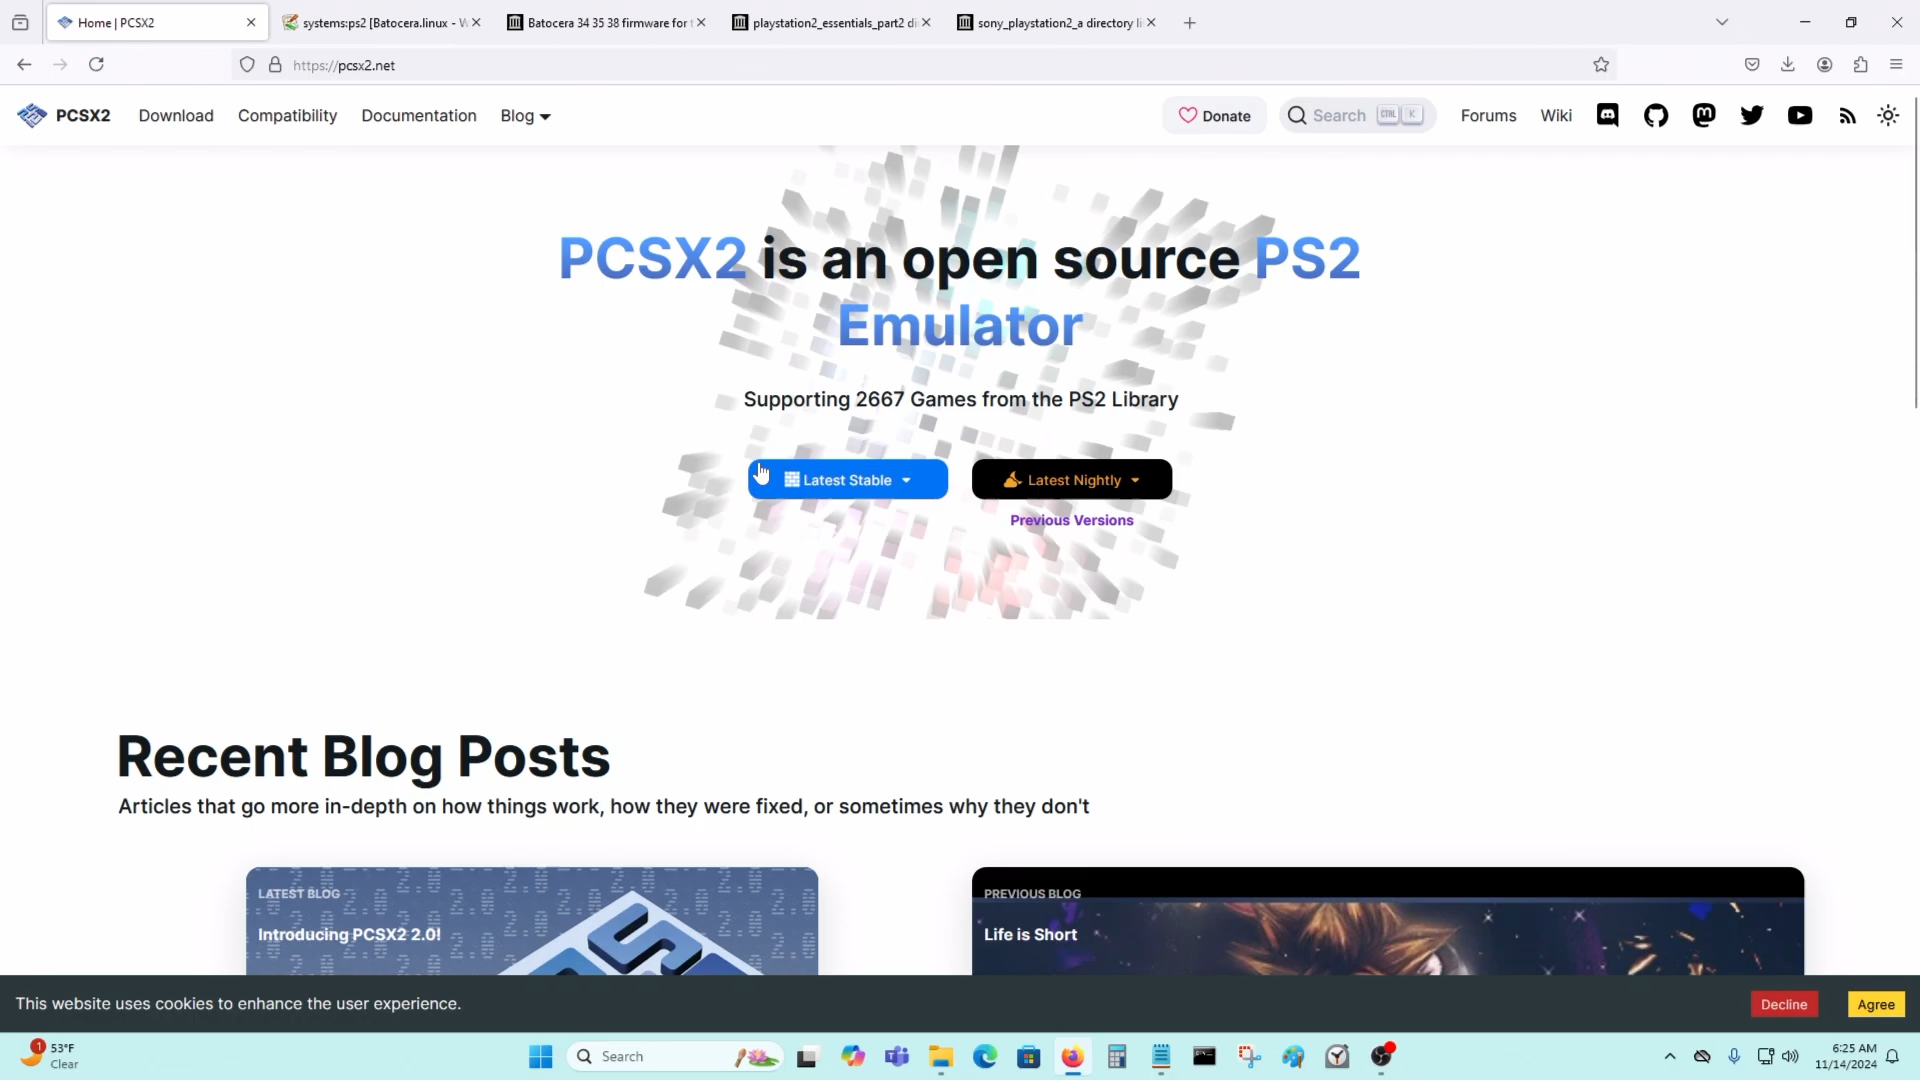 Home | PCSX2
systems:ps2 [Batocera.linux - W
Batocera 34 35 38 firmware for t
playstation2_essentials_part2 di
sony_playstation2_a directory li
https://pcsx2.net
PCSX2
Download
Compatibility
Documentation
Blog
Donate
Search
CTRL
K
Forums
Wiki
PCSX2 is an open source PS2
Emulator
Supporting 2667 Games from the PS2 Library
Latest Stable
Latest Nightly
Previous Versions
Recent Blog Posts
Articles that go more in-depth on how things work, how they were fixed, or sometimes why they don't
LATEST BLOG
Introducing PCSX2 2.0!
PREVIOUS BLOG
Life is Short
This website uses cookies to enhance the user experience.
Decline
Agree
1
53°F
Clear
Search
6:25 AM
11/14/2024